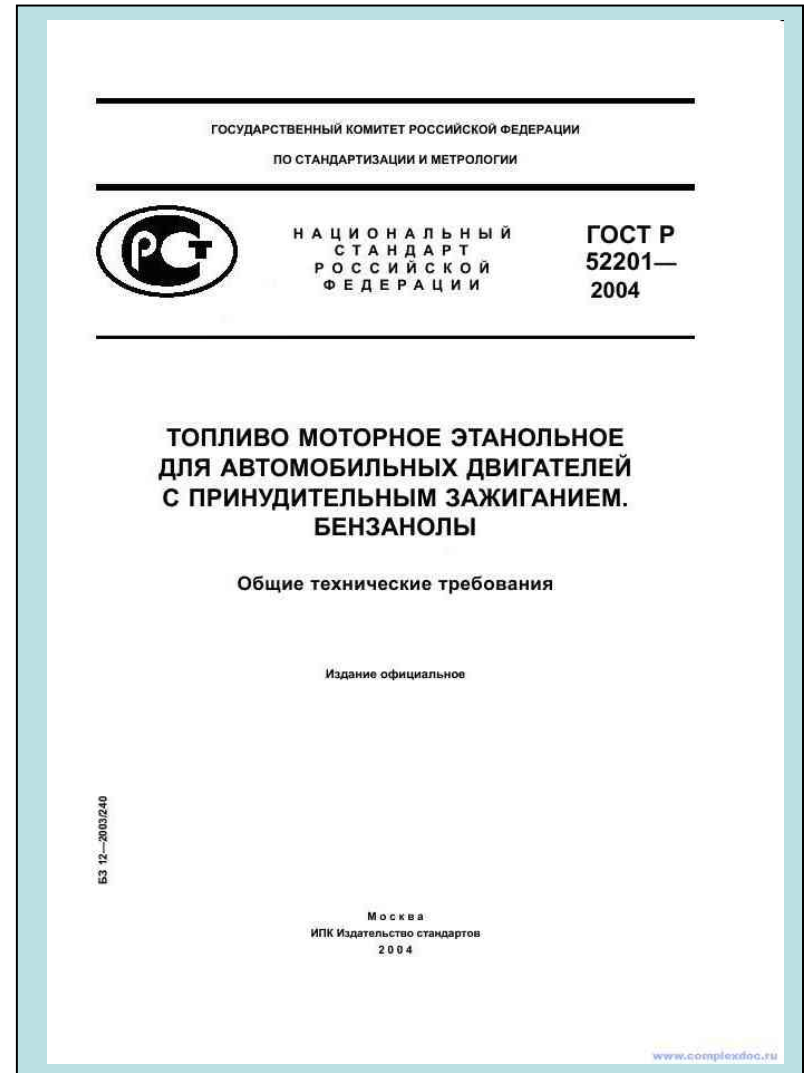 ГОСУДАРСТВЕННЫЙ КОМИТЕТ РОССИЙСКОЙ ФЕДЕРАЦИИ
ПО СТАНДАРТИЗАЦИИ И МЕТРОЛОГИИ
РСТ
НАЦИОНАЛЬНЫЙ
СТАНДАРТ
РОССИЙСКОЙ
ФЕДЕРАЦИИ
ГОСТ Р
52201—
2004
ТОПЛИВО МОТОРНОЕ ЭТАНОЛЬНОЕ
ДЛЯ АВТОМОБИЛЬНЫХ ДВИГАТЕЛЕЙ
С ПРИНУДИТЕЛЬНЫМ ЗАЖИГАНИЕМ.
БЕНЗАНОЛЫ
Общие технические требования
Издание официальное
БЗ 12—2003/240
Москва
ИПК Издательство стандартов
2004
www.complexdoc.ru